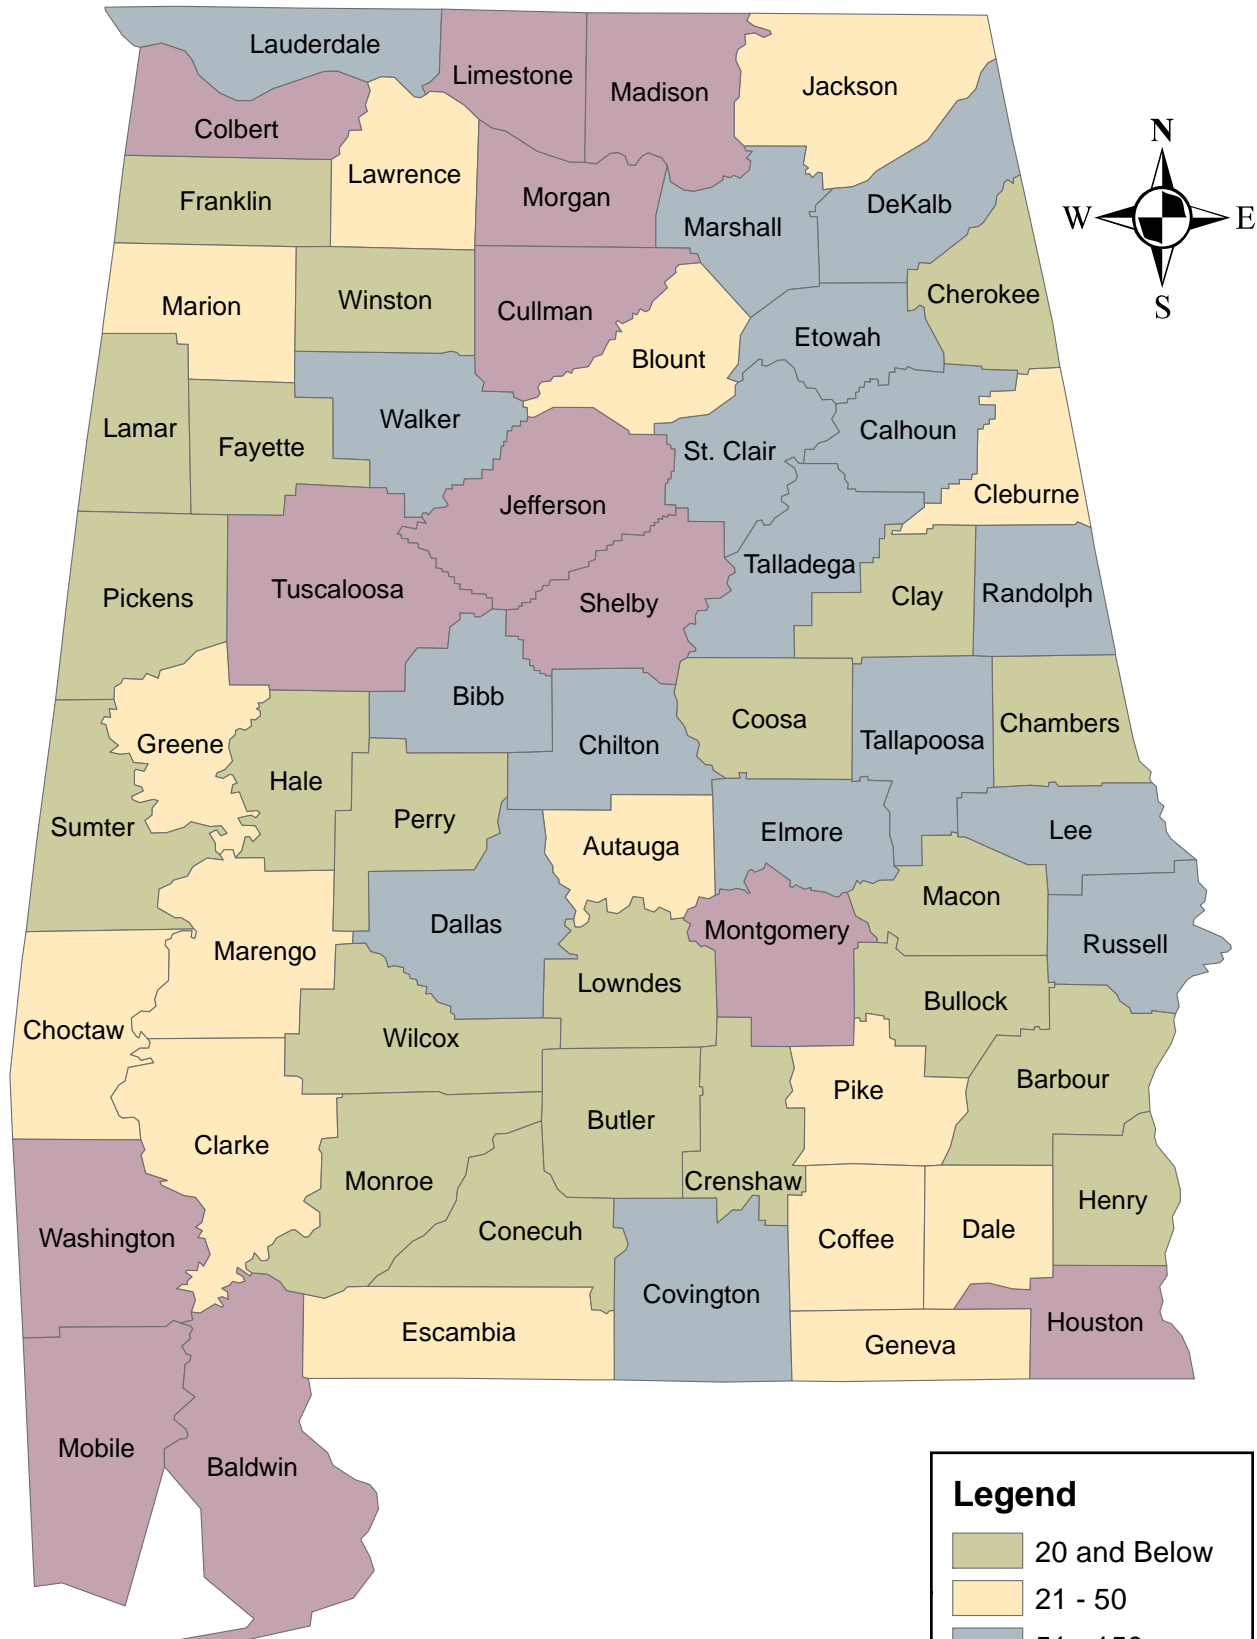 Lauderdale
Limestone
Madison
Jackson
Colbert
Lawrence
Franklin
Morgan
DeKalb
Marshall
N
W
E
S
Marion
Winston
Cullman
Cherokee
Etowah
Blount
Lamar
Fayette
Walker
St. Clair
Calhoun
Cleburne
Jefferson
Talladega
Pickens
Tuscaloosa
Shelby
Clay
Randolph
Bibb
Coosa
Chambers
Greene
Chilton
Tallapoosa
Hale
Sumter
Perry
Autauga
Elmore
Lee
Macon
Dallas
Montgomery
Russell
Marengo
Lowndes
Bullock
Choctaw
Wilcox
Barbour
Pike
Butler
Clarke
Monroe
Crenshaw
Henry
Washington
Conecuh
Coffee
Dale
Covington
Escambia
Houston
Geneva
Mobile
Baldwin
Legend
20 and Below
21 - 50